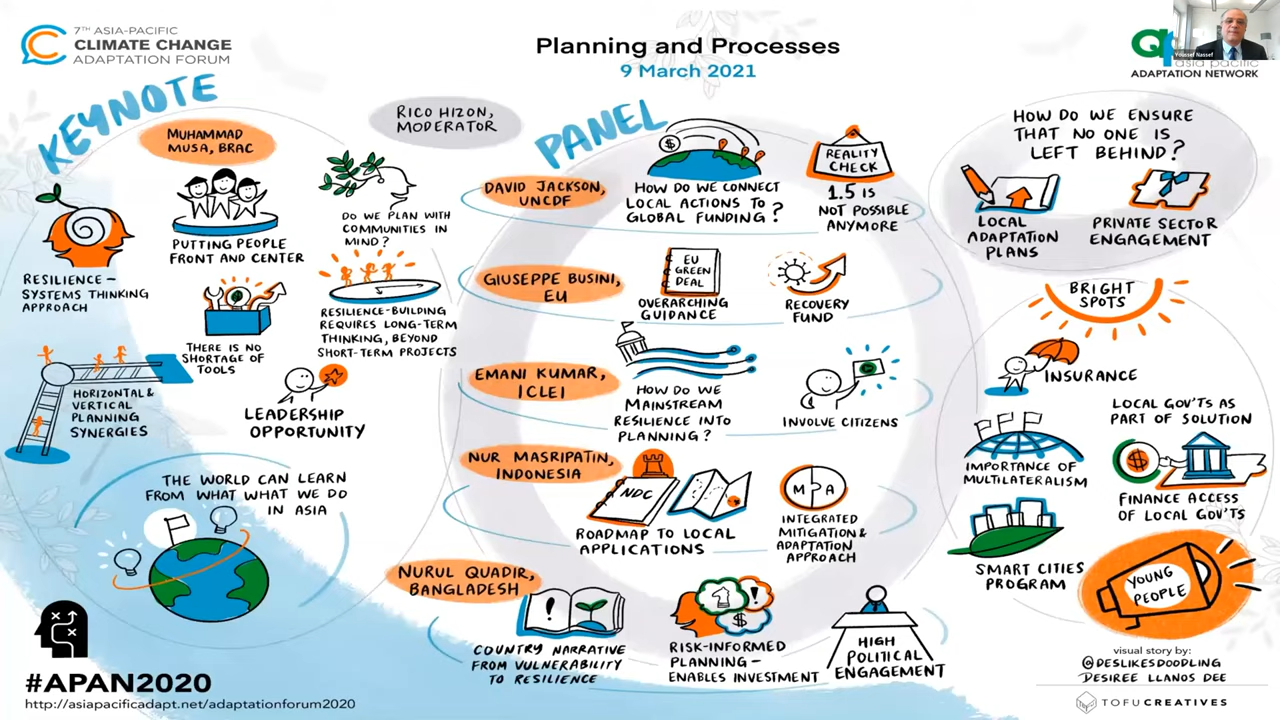 7TH ASIA-PACIFIC
CLIMATE CHANGE
ADAPTATION FORUM
Planning and Processes
9 March 2021
Youssef Nassef
asia pacific
ADAPTATION NETWORK
KEYNOTE
MUHAMMAD
MUSA, BRAC
RICO HIZON,
MODERATOR
RESILIENCE –
SYSTEMS THINKING
APPROACH
PUTTING PEOPLE
FRONT AND CENTER
DO WE PLAN WITH
COMMUNITIES IN
MIND?
THERE IS NO
SHORTAGE OF
TOOLS
RESILIENCE-BUILDING
REQUIRES LONG-TERM
THINKING, BEYOND
SHORT-TERM PROJECTS
HORIZONTAL &
VERTICAL
PLANNING
SYNERGIES
LEADERSHIP
OPPORTUNITY
THE WORLD CAN LEARN
FROM WHAT WHAT WE DO
IN ASIA
PANEL
DAVID JACKSON,
UNCDF
$
HOW DO WE CONNECT
LOCAL ACTIONS TO
GLOBAL FUNDING?
REALITY
CHECK
1.5 IS
NOT POSSIBLE
ANYMORE
GIUSEPPE BUSINI,
EU
EU
GREEN
DEAL
OVERARCHING
GUIDANCE
RECOVERY
FUND
EMANI KUMAR,
ICLEI
HOW DO WE
MAINSTREAM
RESILIENCE INTO
PLANNING?
INVOLVE CITIZENS
NUR MASRIPATIN,
INDONESIA
NDC
ROADMAP TO LOCAL
APPLICATIONS
M A
INTEGRATED
MITIGATION &
ADAPTATION
APPROACH
NURUL QUADIR,
BANGLADESH
!
COUNTRY NARRATIVE
FROM VULNERABILITY
TO RESILIENCE
!
$
RISK-INFORMED
PLANNING –
ENABLES INVESTMENT
HIGH
POLITICAL
ENGAGEMENT
HOW DO WE ENSURE
THAT NO ONE IS
LEFT BEHIND?
LOCAL
ADAPTATION
PLANS
PRIVATE SECTOR
ENGAGEMENT
BRIGHT
SPOTS
INSURANCE
IMPORTANCE OF
MULTILATERALISM
LOCAL GOV'TS AS
PART OF SOLUTION
$
FINANCE ACCESS
OF LOCAL GOV'TS
SMART CITIES
PROGRAM
YOUNG
PEOPLE
#APAN2020
http://asiapacificadapt.net/adaptationforum2020
visual story by:
@DESLIKESDOODLING
DESIREE LLANOS DEE
TOFUCREATIVES